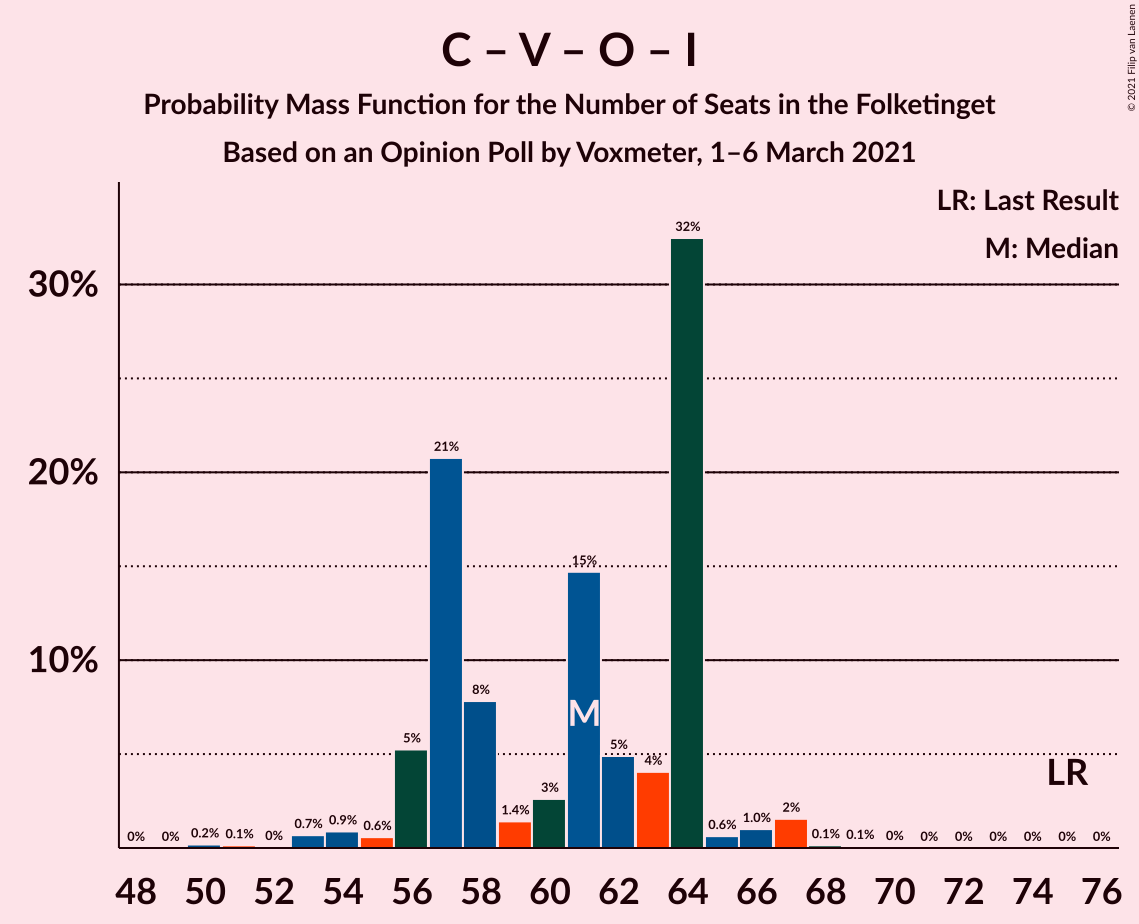 C – V – O – I
Probability Mass Function for the Number of Seats in the Folketinget
Based on an Opinion Poll by Voxmeter, 1–6 March 2021
© 2021 Filip van Laenen
LR: Last Result
M: Median
30%
20%
10%
0% 0% 0.2% 0.1% 0% 0.7% 0.9% 0.6% 5% 21% 8% 1.4% 3% 15% 5% 4% 32% 0.6% 1.0% 2% 0.1% 0.1% 0% 0% 0% 0% 0% 0% 0%
M
LR
48 50 52 54 56 58 60 62 64 66 68 70 72 74 76